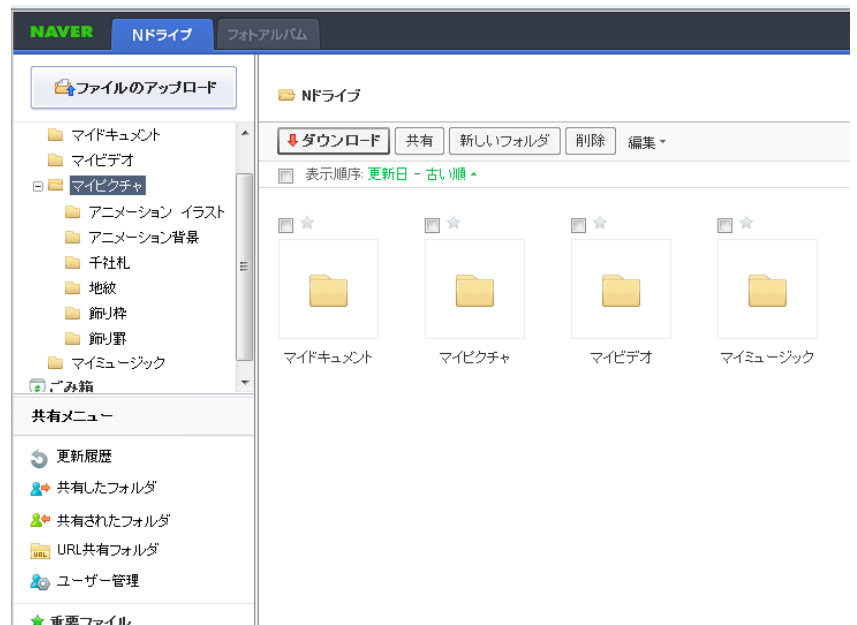 NAVER Nドライブ フォトアルバム
ファイルのアップロード
マイドキュメント
マイビデオ
マイピクチャ
アニメーション イラスト
アニメーション背景
千社札
地紋
飾り枠
飾り罫
マイミュージック
ごみ箱
共有メニュー
更新履歴
共有したフォルダ
共有されたフォルダ
URL URL共有フォルダ
ユーザー管理
重要ファイル
Nドライブ
ダウンロード 共有 新しいフォルダ 削除 編集
表示順序: 更新日 - 古い順
マイドキュメント マイピクチャ マイビデオ マイミュージック